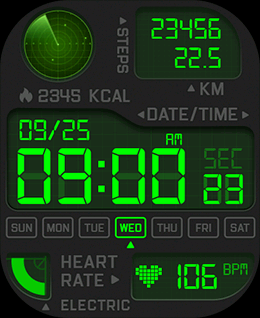 STEPS
23456
22.5
KM
2345 KCAL
DATE/TIME
09/25
AM
09:00
SEC
23
SUN MON TUE WED THU FRI SAT
HEART
RATE
106 BPM
ELECTRIC